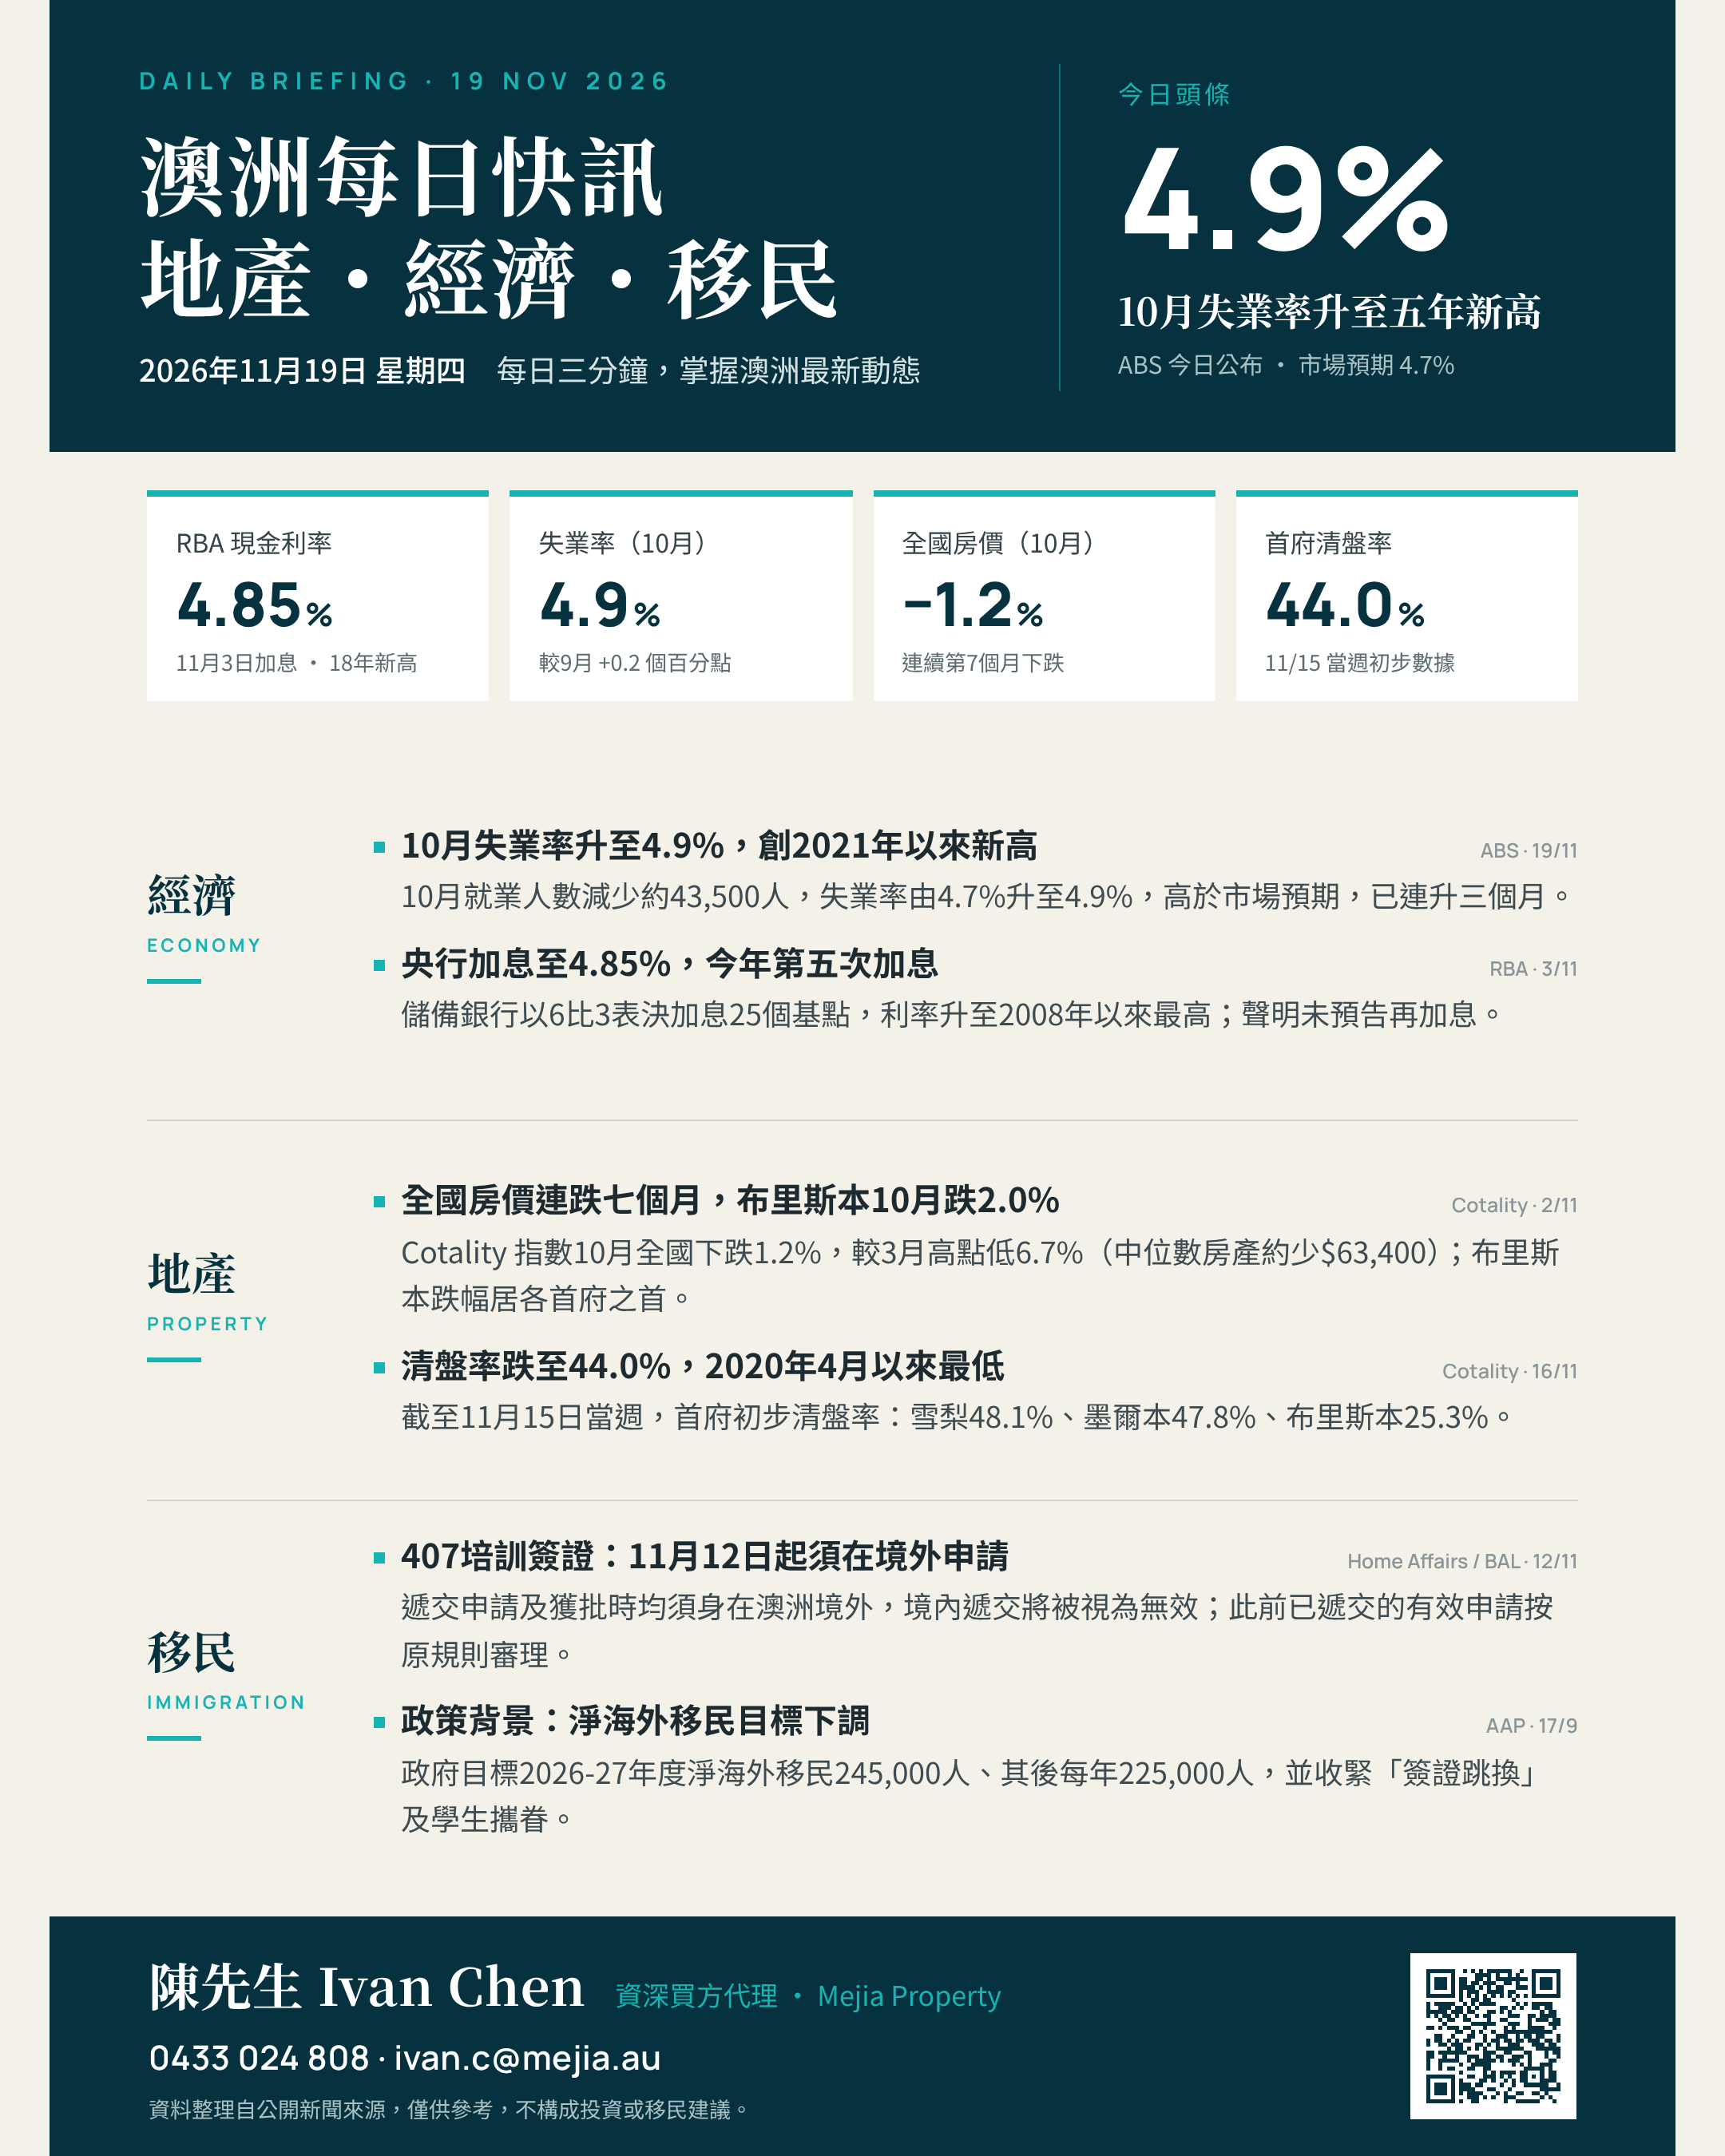 DAILY BRIEFING · 19 NOV 2026
澳洲每日快訊
地產・經濟・移民
2026年11月19日 星期四 每日三分鐘，掌握澳洲最新動態
今日頭條
4.9%
10月失業率升至五年新高
ABS 今日公布 ・ 市場預期 4.7%
RBA 現金利率
4.85%
11月3日加息 ・ 18年新高
失業率（10月）
4.9%
較9月 +0.2 個百分點
全國房價（10月）
−1.2%
連續第7個月下跌
首府清盤率
44.0%
11/15 當週初步數據
經濟
ECONOMY
10月失業率升至4.9%，創2021年以來新高
ABS · 19/11
10月就業人數減少約43,500人，失業率由4.7%升至4.9%，高於市場預期，已連升三個月。
央行加息至4.85%，今年第五次加息
RBA · 3/11
儲備銀行以6比3表決加息25個基點，利率升至2008年以來最高；聲明未預告再加息。
地產
PROPERTY
全國房價連跌七個月，布里斯本10月跌2.0%
Cotality · 2/11
Cotality 指數10月全國下跌1.2%，較3月高點低6.7%（中位數房產約少$63,400）；布里斯
本跌幅居各首府之首。
清盤率跌至44.0%，2020年4月以來最低
Cotality · 16/11
截至11月15日當週，首府初步清盤率：雪梨48.1%、墨爾本47.8%、布里斯本25.3%。
移民
IMMIGRATION
407培訓簽證：11月12日起須在境外申請
Home Affairs / BAL · 12/11
遞交申請及獲批時均須身在澳洲境外，境內遞交將被視為無效；此前已遞交的有效申請按
原規則審理。
政策背景：淨海外移民目標下調
AAP · 17/9
政府目標2026-27年度淨海外移民245,000人、其後每年225,000人，並收緊「簽證跳換」
及學生攜眷。
陳先生 Ivan Chen 資深買方代理 ・ Mejia Property
0433 024 808 · ivan.c@mejia.au
資料整理自公開新聞來源，僅供參考，不構成投資或移民建議。